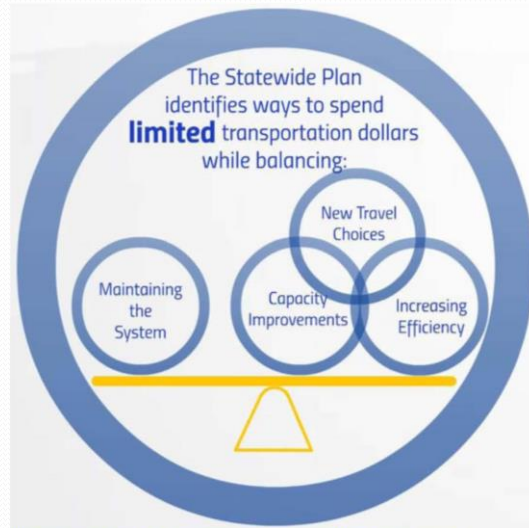 The Statewide Plan
identifies ways to spend
limited transportation dollars
while balancing:
New Travel
Choices
Maintaining
the
System
Capacity
Improvements
Increasing
Efficiency